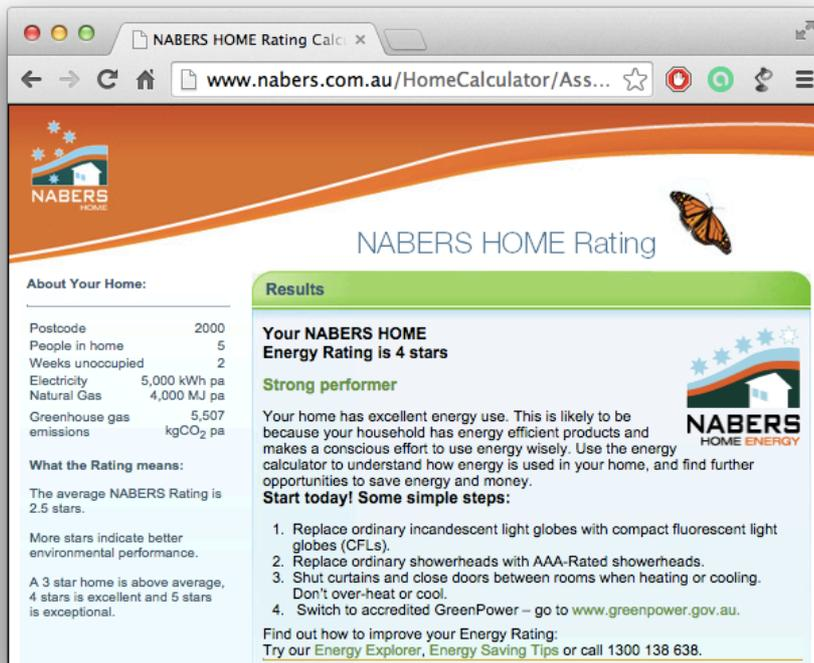 NABERS HOME Rating Calc
www.nabers.com.au/HomeCalculator/Ass...
NABERS
HOME
NABERS HOME Rating
About Your Home:
Postcode 2000
People in home 5
Weeks unoccupied 2
Electricity 5,000 kWh pa
Natural Gas 4,000 MJ pa
Greenhouse gas 5,507
emissions kgCO2 pa
What the Rating means:
The average NABERS Rating is
2.5 stars.
More stars indicate better
environmental performance.
A 3 star home is above average,
4 stars is excellent and 5 stars
is exceptional.
Results
Your NABERS HOME
Energy Rating is 4 stars
Strong performer
NABERS
HOME ENERGY
Your home has excellent energy use. This is likely to be
because your household has energy efficient products and
makes a conscious effort to use energy wisely. Use the energy
calculator to understand how energy is used in your home, and find further
opportunities to save energy and money.
Start today! Some simple steps:
1. Replace ordinary incandescent light globes with compact fluorescent light
globes (CFLs).
2. Replace ordinary showerheads with AAA-Rated showerheads.
3. Shut curtains and close doors between rooms when heating or cooling.
Don't over-heat or cool.
4. Switch to accredited GreenPower – go to www.greenpower.gov.au.
Find out how to improve your Energy Rating:
Try our Energy Explorer, Energy Saving Tips or call 1300 138 638.